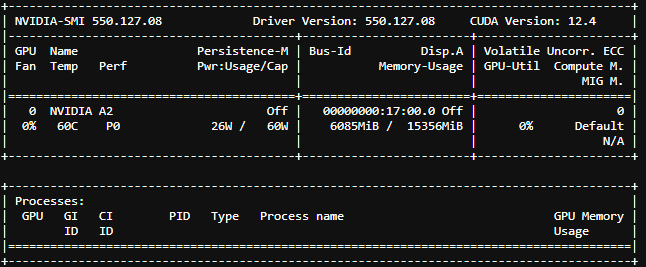 +-----------------------------------------------------------------------------------------+
| NVIDIA-SMI 550.127.08             Driver Version: 550.127.08     CUDA Version: 12.4     |
|-----------------------------------------+------------------------+----------------------+
| GPU  Name                 Persistence-M | Bus-Id          Disp.A | Volatile Uncorr. ECC |
| Fan  Temp   Perf          Pwr:Usage/Cap |           Memory-Usage | GPU-Util  Compute M. |
|                                         |                        |               MIG M. |
|=========================================+========================+======================|
|   0  NVIDIA A2                      Off |   00000000:17:00.0 Off |                    0 |
|  0%   60C    P0              26W /  60W |    6085MiB /  15356MiB |      0%      Default |
|                                         |                        |                  N/A |
+-----------------------------------------+------------------------+----------------------+

+-----------------------------------------------------------------------------------------+
| Processes:                                                                              |
|  GPU   GI   CI        PID   Type   Process name                              GPU Memory |
|        ID   ID                                                               Usage      |
|=========================================================================================|
+-----------------------------------------------------------------------------------------+